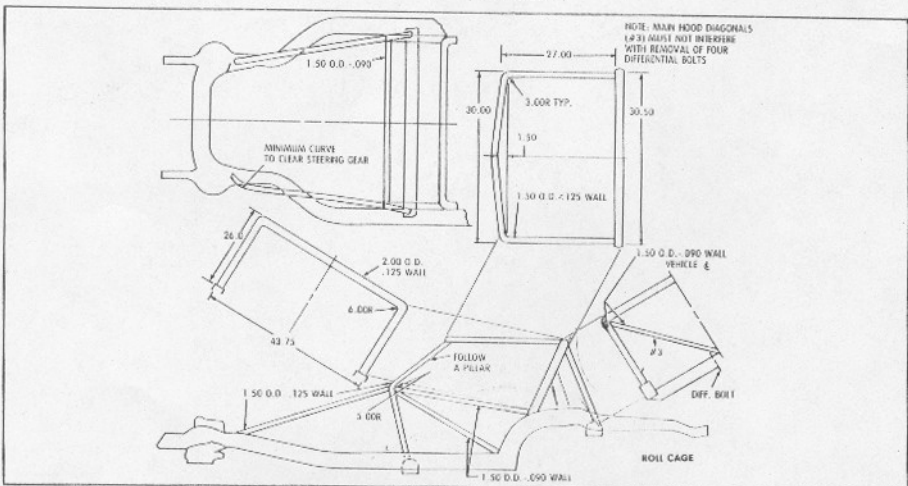 NOTE: MAIN HOOD DIAGONALS
(#3) MUST NOT INTERFERE
WITH REMOVAL OF FOUR
DIFFERENTIAL BOLTS
1.50 O.D.-.090
27.00
3.00R TYP.
30.00
30.50
1.50
MINIMUM CURVE
TO CLEAR STEERING GEAR
1.50 O.D.-.125 WALL
26.0
2.00 O.D.
.125 WALL
1.50 O.D.-.090 WALL
VEHICLE ℄
6.00R
43.75
#3
FOLLOW
A PILLAR
DIFF. BOLT
1.50 O.D. .125 WALL
5.00R
ROLL CAGE
1.50 O.D.-.090 WALL